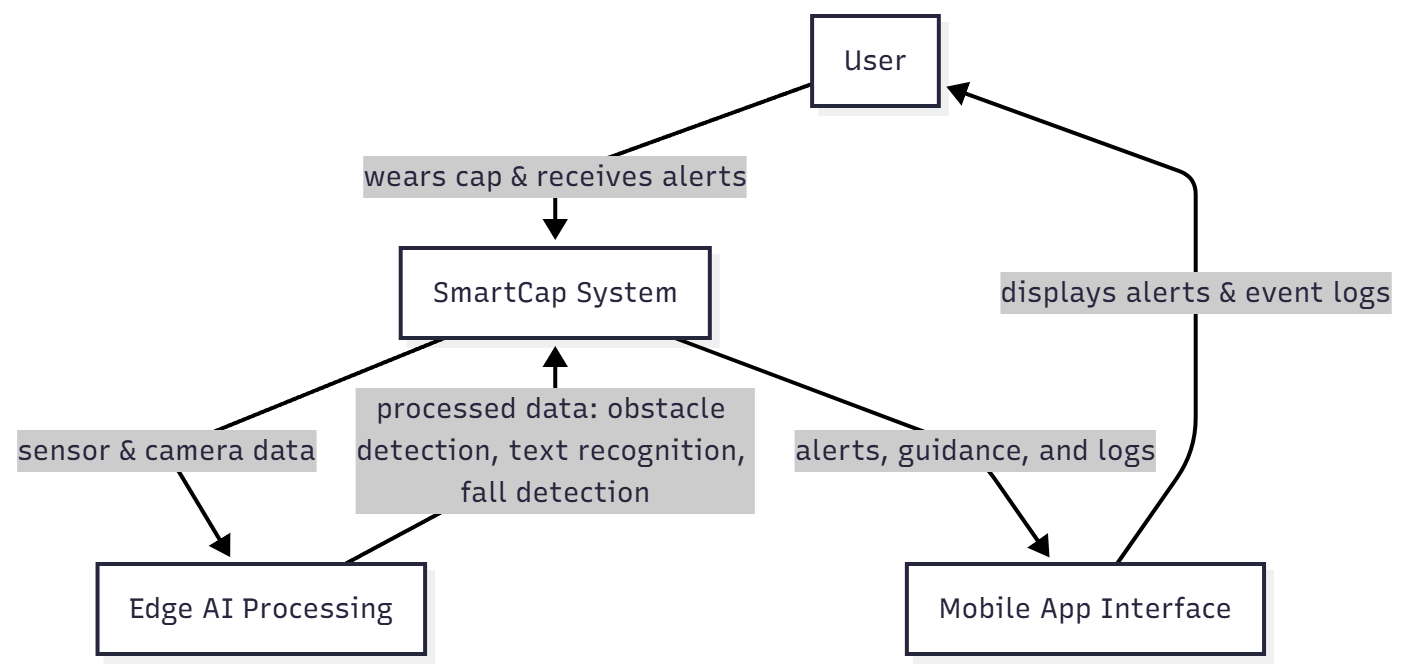 User
wears cap & receives alerts
SmartCap System
displays alerts & event logs
processed data: obstacle
detection, text recognition,
fall detection
sensor & camera data
alerts, guidance, and logs
Edge AI Processing
Mobile App Interface